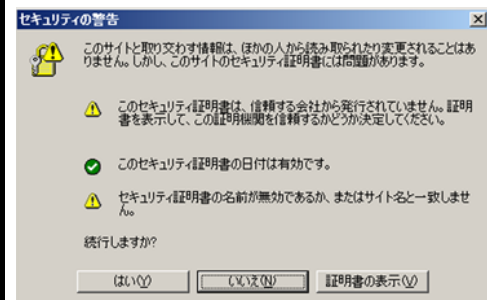 セキュリティの警告
このサイトと取り交わす情報は、ほかの人から読み取られたり変更されることはあ
りません。しかし、このサイトのセキュリティ証明書には問題があります。
このセキュリティ証明書は、信頼する会社から発行されていません。証明
書を表示して、この証明機関を信頼するかどうか決定してください。
このセキュリティ証明書の日付は有効です。
セキュリティ証明書の名前が無効であるか、またはサイト名と一致しませ
ん。
続行しますか?
はい(Y) いいえ(N) 証明書の表示(V)